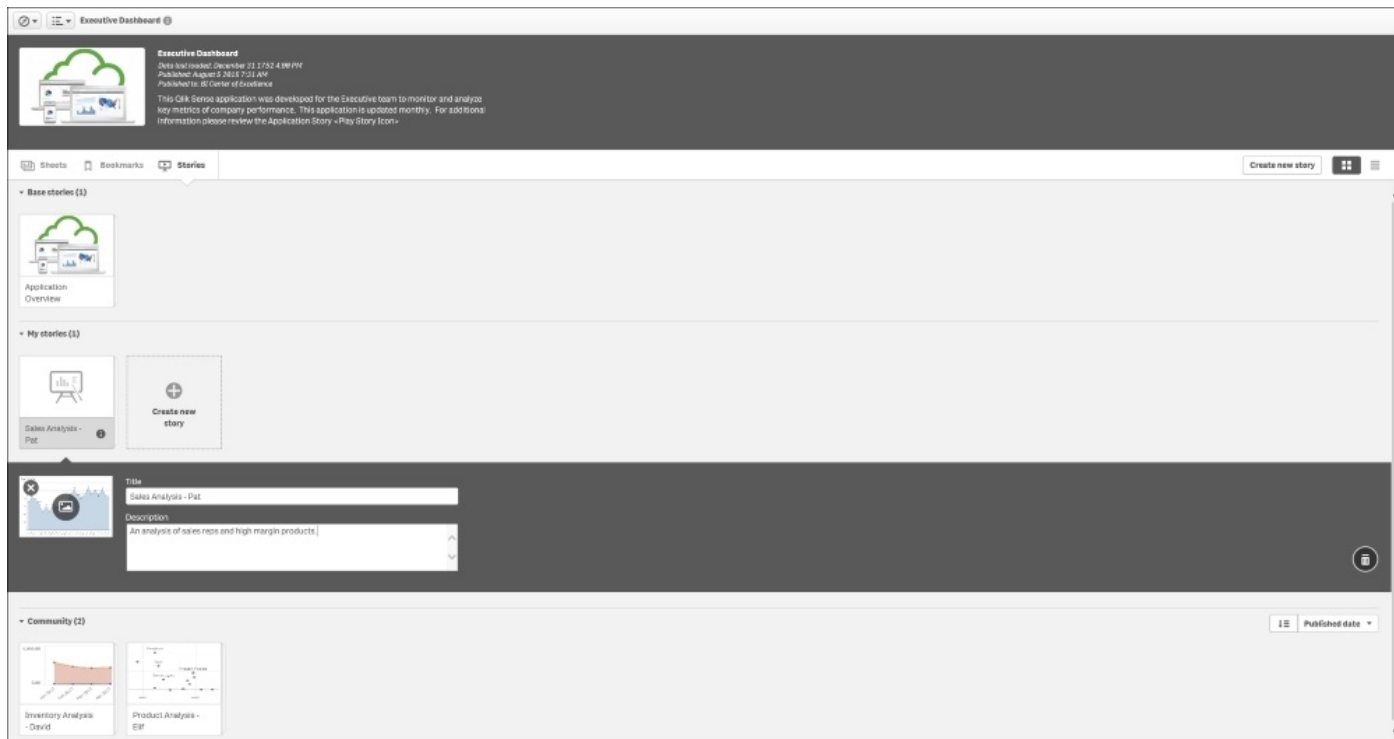 Executive Dashboard
Executive Dashboard
Data last loaded: December 31 1752 4:00 PM
Published: August 5 2015 7:21 AM
Published to: BI Center of Excellence
This Qlik Sense application was developed for the Executive team to monitor and analyze
key metrics of company performance. This application is updated monthly. For additional
information please review the Application Story <Play Story Icon>
Sheets Bookmarks Stories Create new story
Base stories (1)
Application
Overview
My stories (1)
Create new
story
Sales Analysis -
Pat
Title
Sales Analysis - Pat
Description
An analysis of sales reps and high margin products.
Community (2) Published date
Inventory Analysis
- David
Product Analysis -
Elif